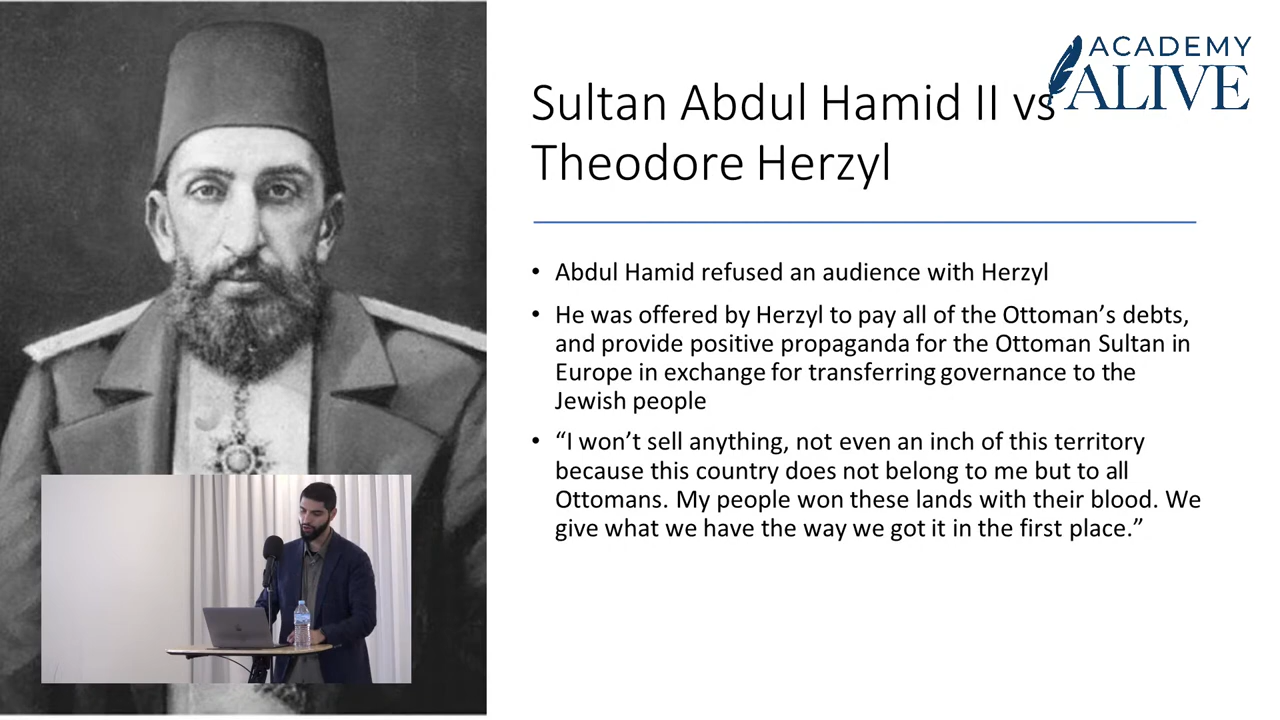 ACADEMY
ALIVE
Sultan Abdul Hamid II vs
Theodore Herzyl
• Abdul Hamid refused an audience with Herzyl
• He was offered by Herzyl to pay all of the Ottoman’s debts,
and provide positive propaganda for the Ottoman Sultan in
Europe in exchange for transferring governance to the
Jewish people
• “I won’t sell anything, not even an inch of this territory
because this country does not belong to me but to all
Ottomans. My people won these lands with their blood. We
give what we have the way we got it in the first place.”